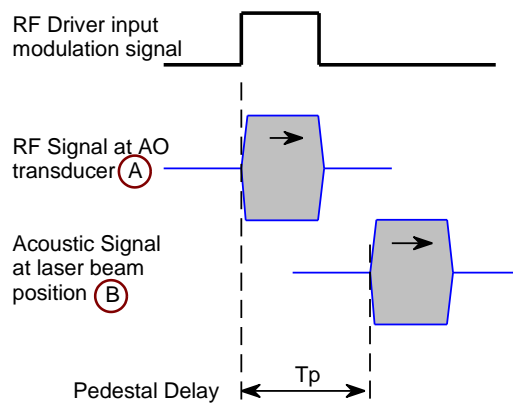 RF Driver input
modulation signal
RF Signal at AO
transducer A
Acoustic Signal
at laser beam
position B
Pedestal Delay
Tp